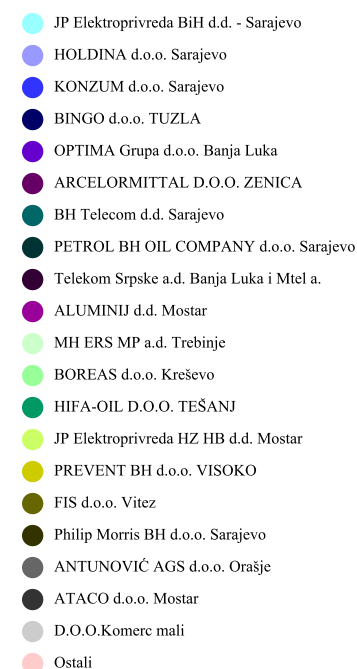 JP Elektroprivreda BiH d.d. - Sarajevo
HOLDINA d.o.o. Sarajevo
KONZUM d.o.o. Sarajevo
BINGO d.o.o. TUZLA
OPTIMA Grupa d.o.o. Banja Luka
ARCELORMITTAL D.O.O. ZENICA
BH Telecom d.d. Sarajevo
PETROL BH OIL COMPANY d.o.o. Sarajevo
Telekom Srpske a.d. Banja Luka i Mtel a.
ALUMINIJ d.d. Mostar
MH ERS MP a.d. Trebinje
BOREAS d.o.o. Kreševo
HIFA-OIL D.O.O. TEŠANJ
JP Elektroprivreda HZ HB d.d. Mostar
PREVENT BH d.o.o. VISOKO
FIS d.o.o. Vitez
Philip Morris BH d.o.o. Sarajevo
ANTUNOVIĆ AGS d.o.o. Orašje
ATACO d.o.o. Mostar
D.O.O.Komerc mali
Ostali